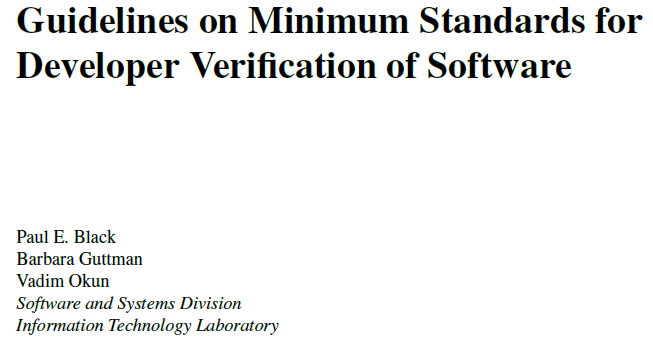 Guidelines on Minimum Standards for
Developer Verification of Software
Paul E. Black
Barbara Guttman
Vadim Okun
Software and Systems Division
Information Technology Laboratory